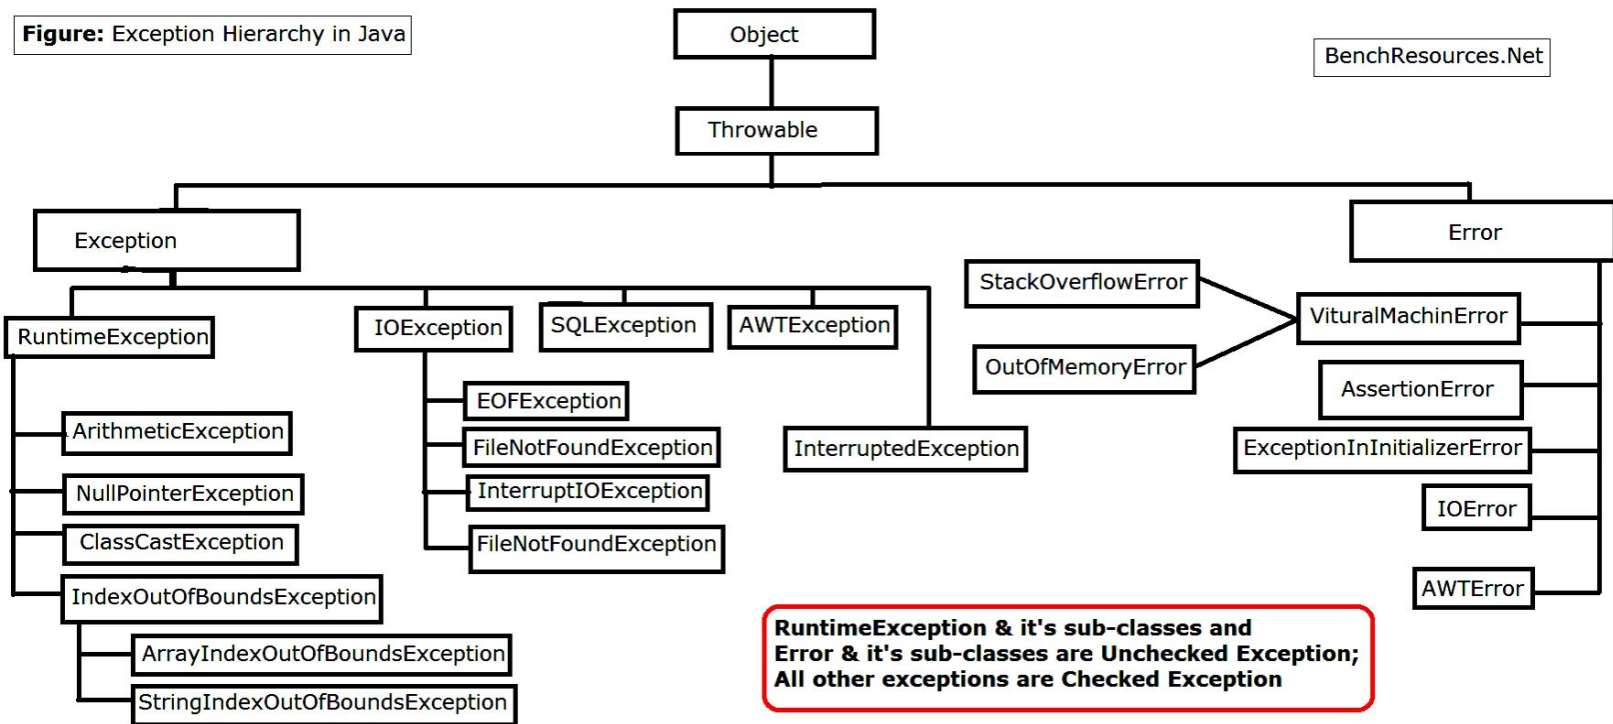 Figure: Exception Hierarchy in Java
Object
BenchResources.Net
Throwable
Exception
Error
StackOverflowError
VituralMachinError
RuntimeException
IOException
SQLException
AWTException
OutOfMemoryError
AssertionError
EOFException
ArithmeticException
FileNotFoundException
InterruptedException
ExceptionInInitializerError
NullPointerException
InterruptIOException
IOError
ClassCastException
FileNotFoundException
IndexOutOfBoundsException
AWTError
ArrayIndexOutOfBoundsException
StringIndexOutOfBoundsException
RuntimeException & it's sub-classes and
Error & it's sub-classes are Unchecked Exception;
All other exceptions are Checked Exception